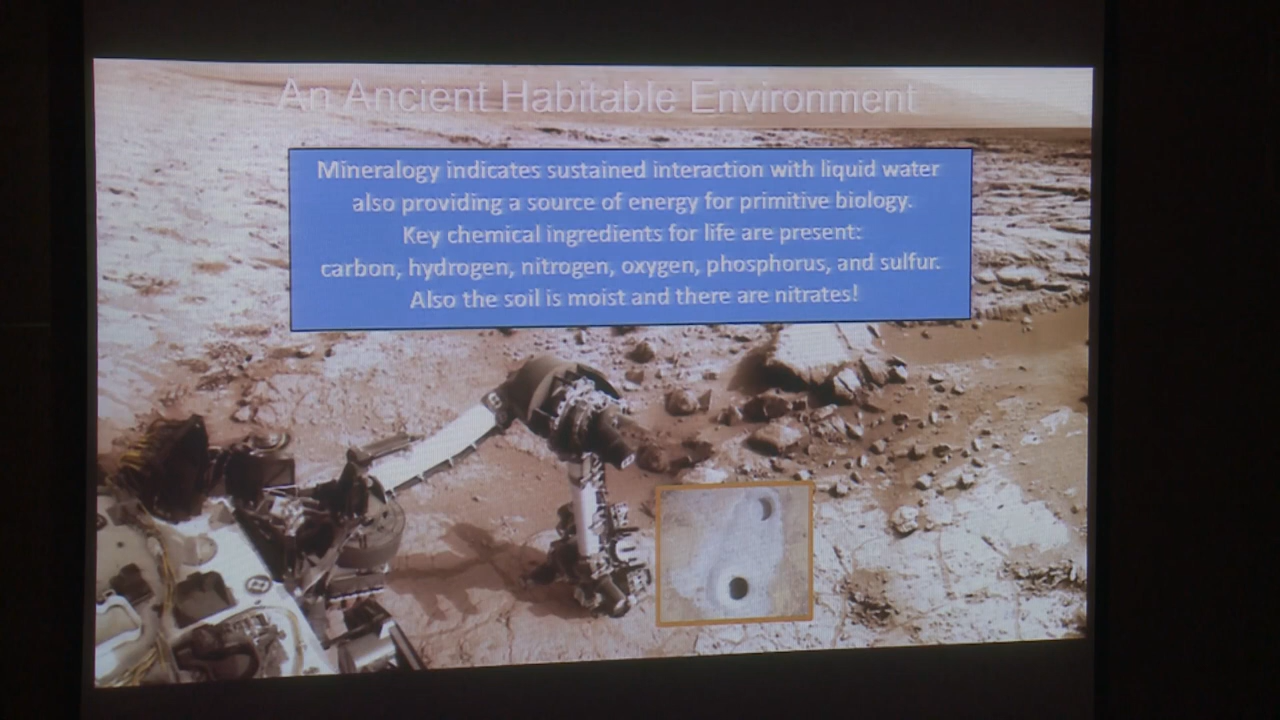 An Ancient Habitable Environment
Mineralogy indicates sustained interaction with liquid water
also providing a source of energy for primitive biology.
Key chemical ingredients for life are present:
carbon, hydrogen, nitrogen, oxygen, phosphorus, and sulfur.
Also the soil is moist and there are nitrates!